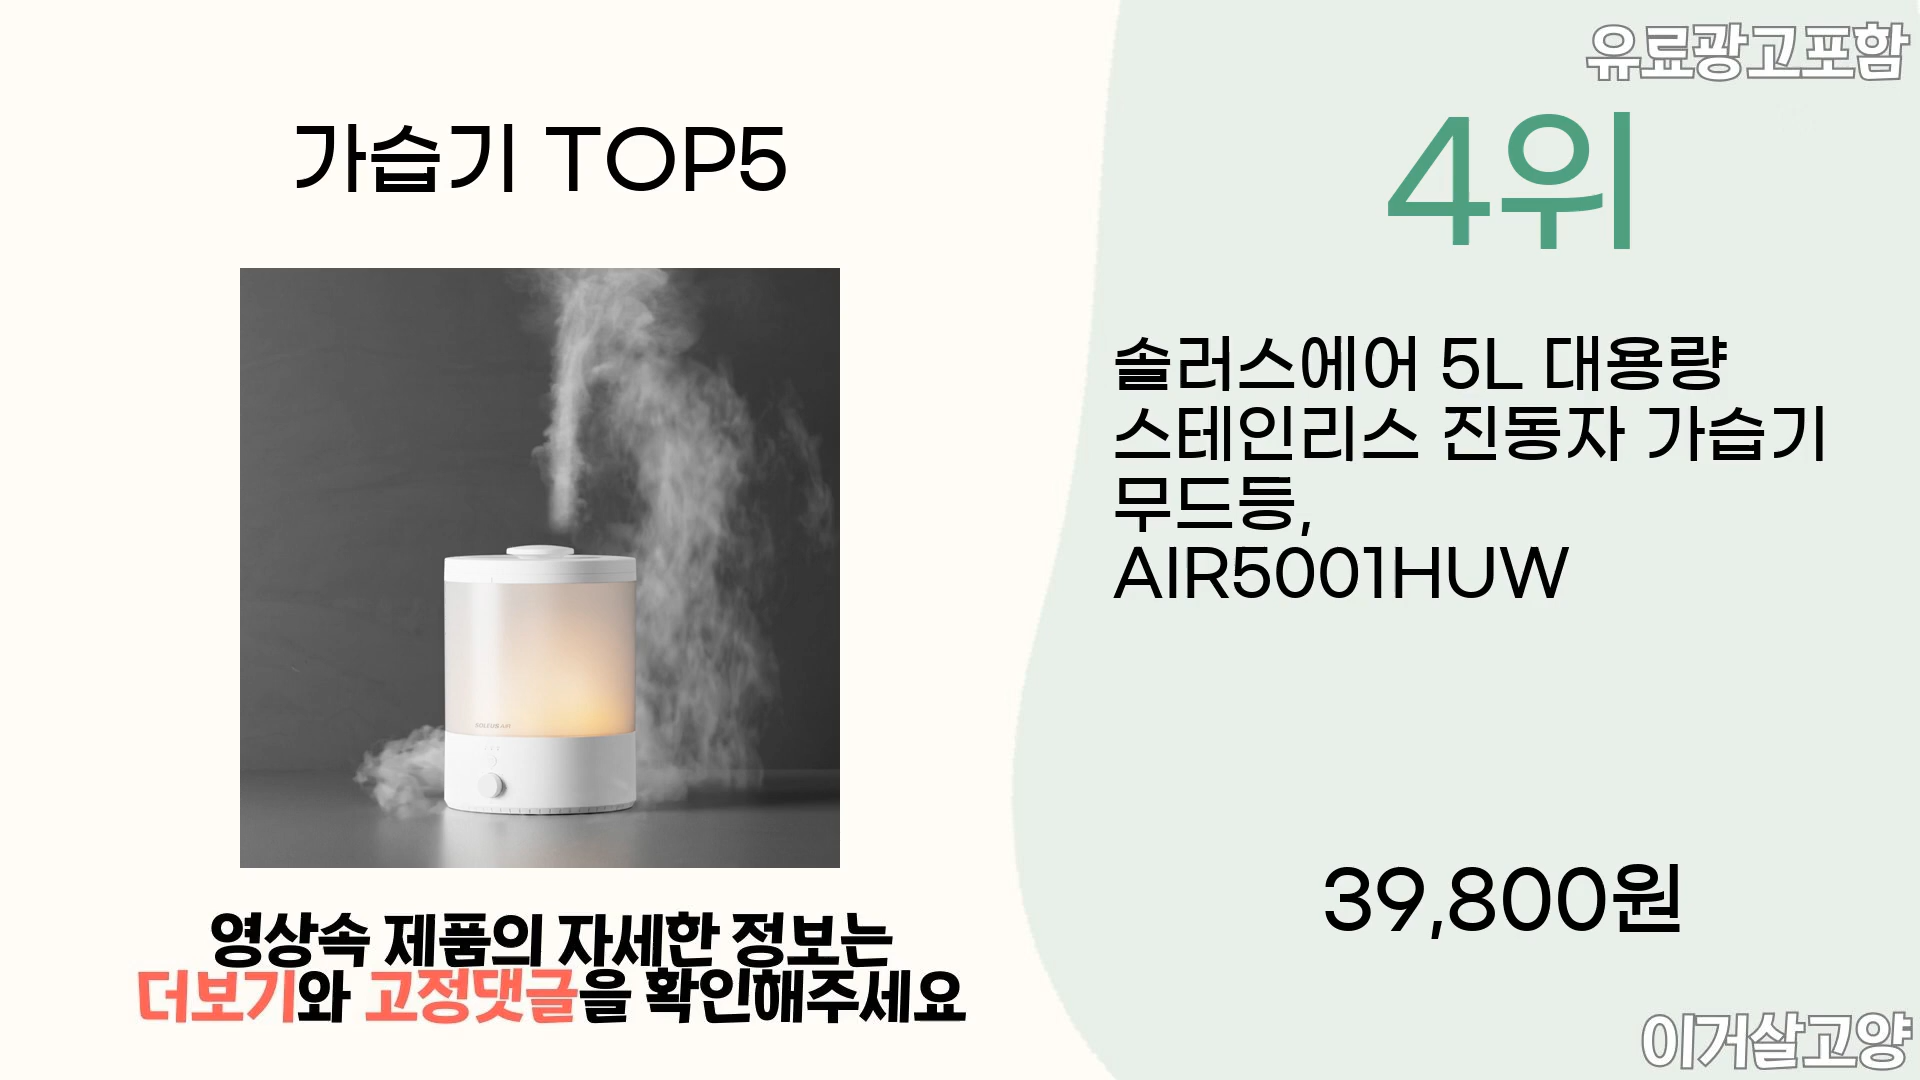 유료광고포함
가습기 TOP5
4위
솔러스에어 5L 대용량
스테인리스 진동자 가습기
무드등,
AIR5001HUW
39,800원
영상속 제품의 자세한 정보는
더보기와 고정댓글을 확인해주세요
이거살고양